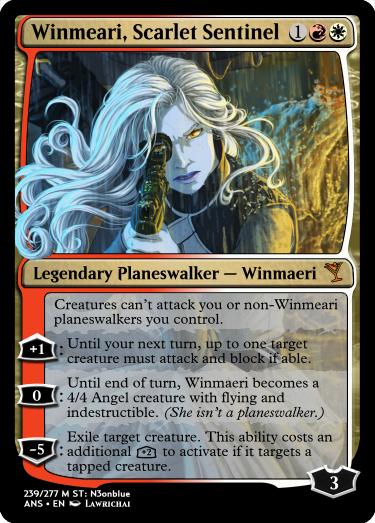 Winmeari, Scarlet Sentinel 1
Legendary Planeswalker — Winmaeri
Creatures can't attack you or non-Winmeari
planeswalkers you control.
+1 : Until your next turn, up to one target
creature must attack and block if able.
0 : Until end of turn, Winmaeri becomes a
4/4 Angel creature with flying and
indestructible. (She isn't a planeswalker.)
-5 : Exile target creature. This ability costs an
additional +2 to activate if it targets a
tapped creature.
3
239/277 M ST: N3onblue
ANS • EN Lawrichai